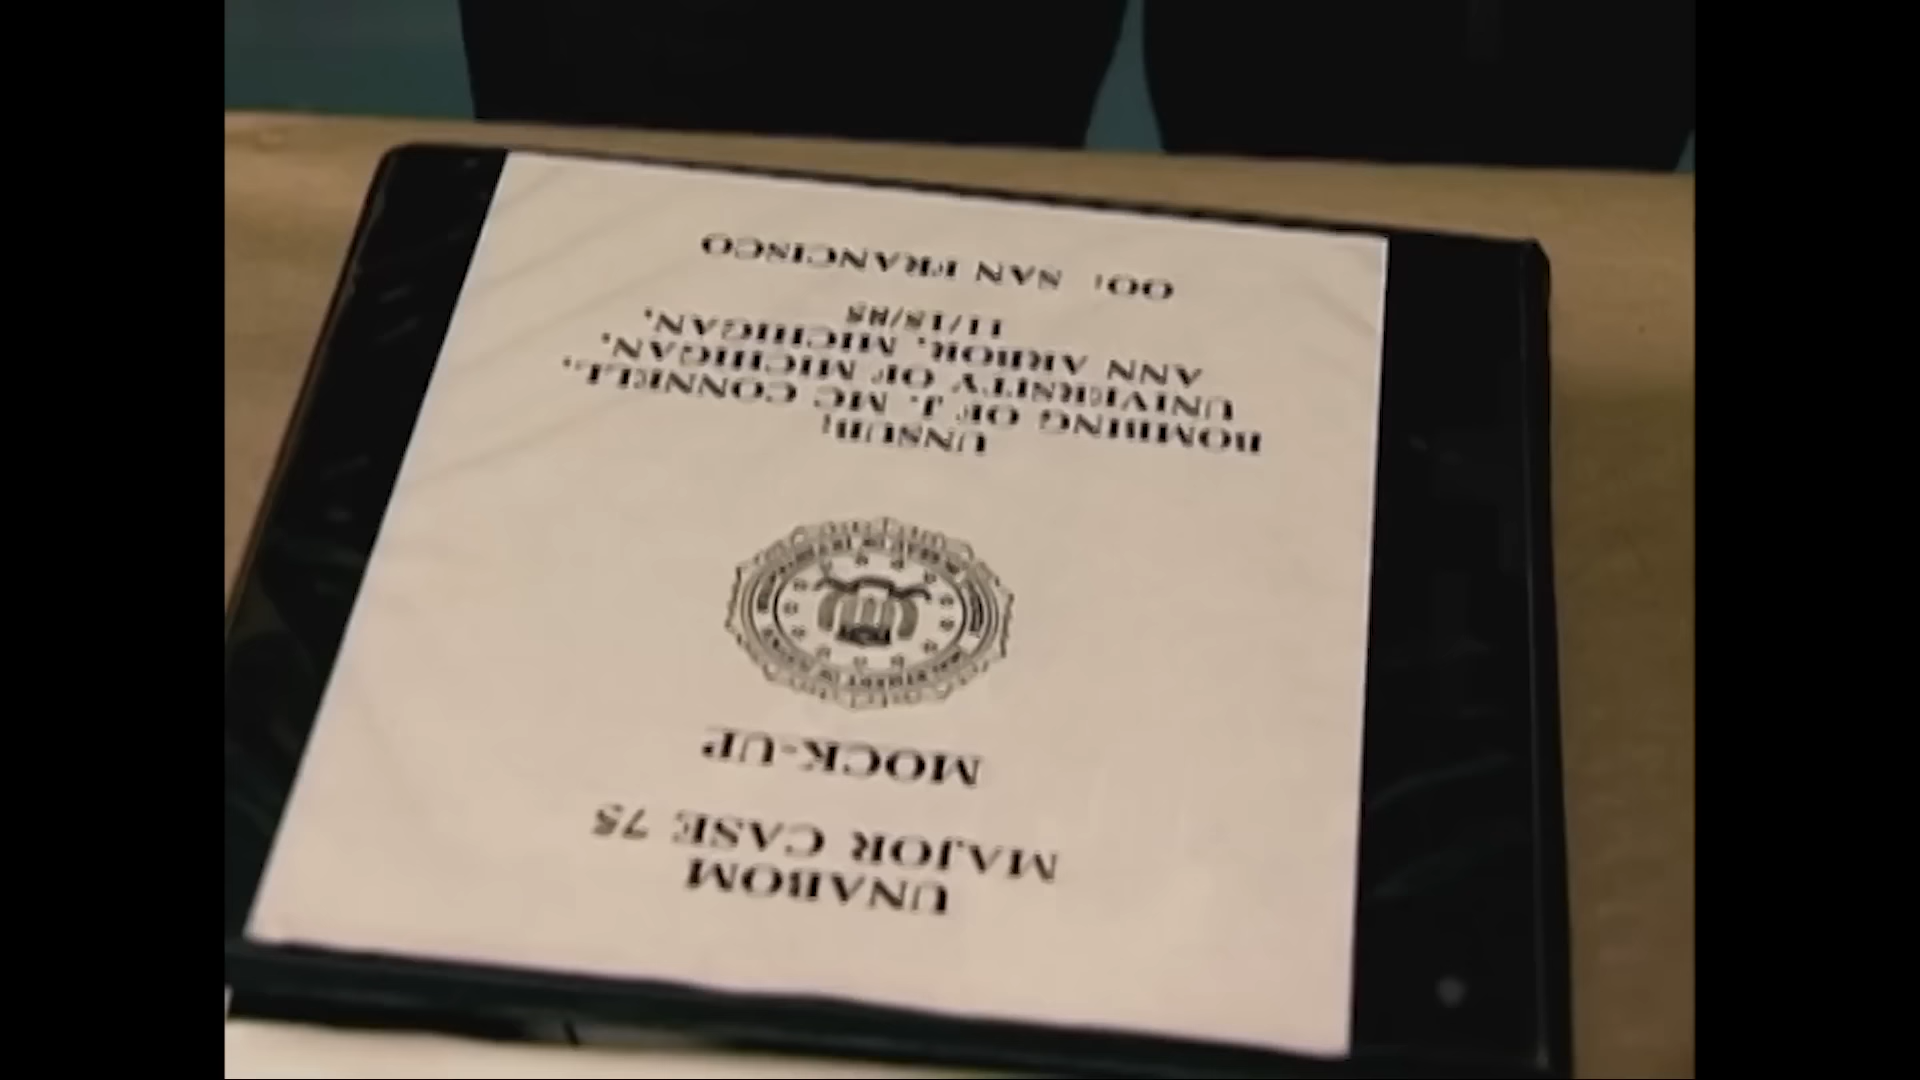 UNABOM
MAJOR CASE 75
MOCK-UP
UNSUB;
BOMBING OF J. MC CONNELL,
UNIVERSITY OF MICHIGAN,
ANN ARBOR, MICHIGAN,
11/15/85
OO: SAN FRANCISCO